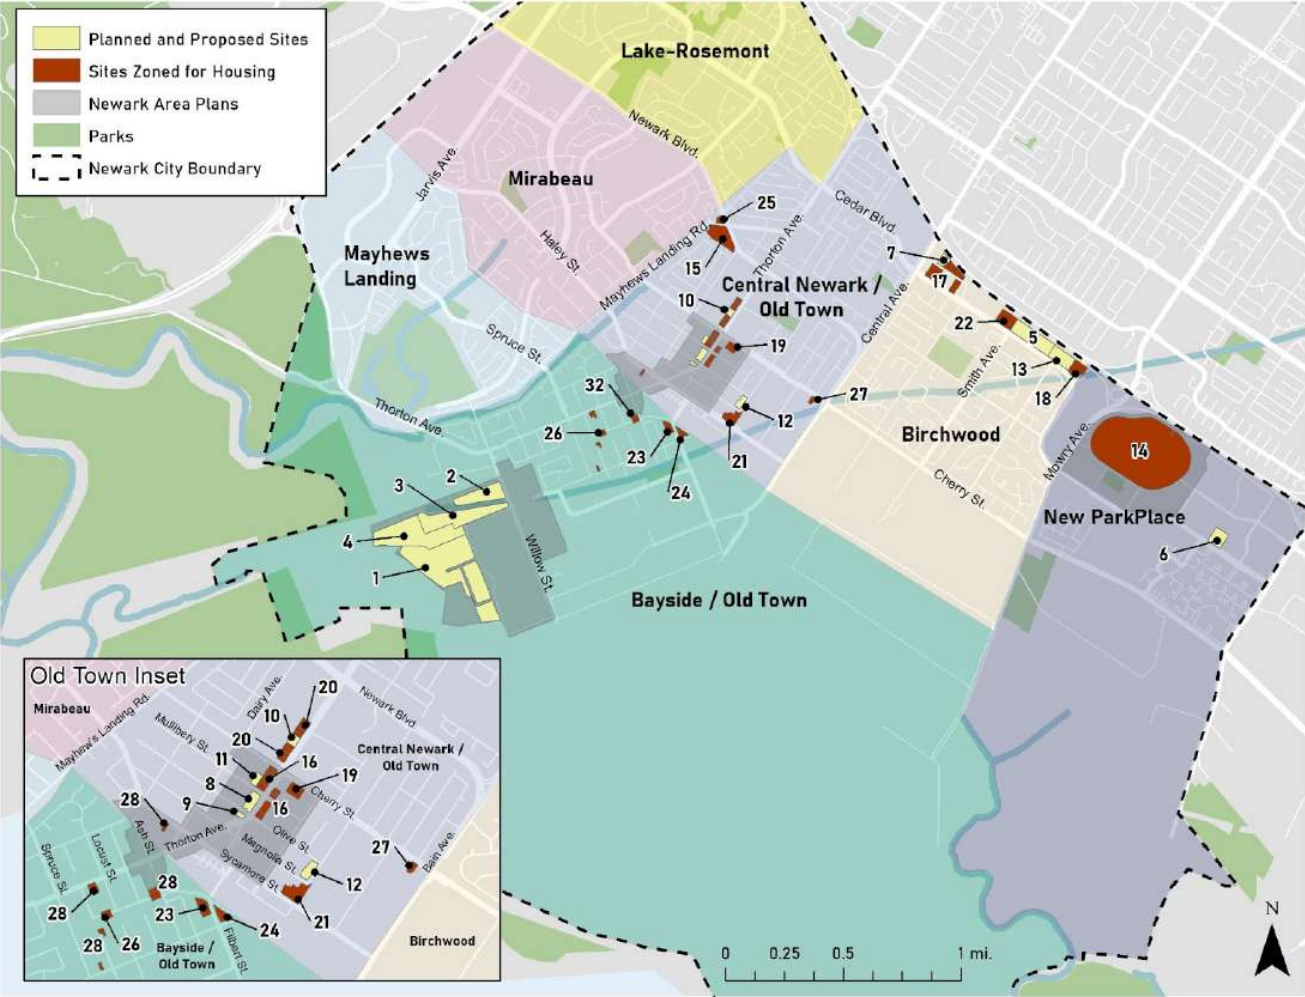 Planned and Proposed Sites
Sites Zoned for Housing
Newark Area Plans
Parks
Newark City Boundary
Lake-Rosemont
Newark Blvd.
Jarvis Ave.
Mirabeau
Haley St.
Mayhews
Landing
Mayhews Landing Rd.
25
15
Thorton Ave.
Cedar Blvd.
Central Newark /
Old Town
10
19
7
17
Central Ave.
22
5
13
18
Smith Ave.
Spruce St.
Thorton Ave.
32
26
23
24
12
21
27
Birchwood
Cherry St.
Mowry Ave.
14
New ParkPlace
6
2
3
4
1
Willow St.
Bayside / Old Town
Old Town Inset
Mirabeau
Mayhew's Landing Rd.
Mullibery St.
Dairy Ave.
Newark Blvd.
20
10
20
11
16
8
19
9
16
Central Newark /
Old Town
Cherry St.
28
Ash St.
Thorton Ave.
Olive St.
Magnolia St.
Sycamore St.
27
Bain Ave.
12
21
Spruce St.
Locust St.
28
28
23
24
26
28
Filbert St.
Bayside /
Old Town
Birchwood
0 0.25 0.5 1 mi.
N